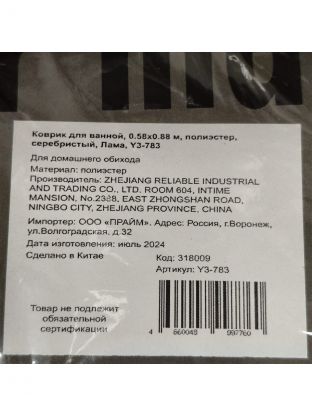 Коврик для ванной, 0.58х0.88 м, полиэстер,
серебристый, Лама, Y3-783
Для домашнего обихода
Материал: полиэстер
Производитель: ZHEJIANG RELIABLE INDUSTRIAL
AND TRADING CO., LTD. ROOM 604, INTIME
MANSION, No.2388, EAST ZHONGSHAN ROAD,
NINGBO CITY, ZHEJIANG PROVINCE, CHINA
Импортер: ООО «ПРАЙМ». Адрес: Россия, г.Воронеж,
ул.Волгоградская, д.32
Дата изготовления: июль 2024
Сделано в Китае
Код: 318009
Артикул: Y3-783
Товар не подлежит
обязательной
сертификации
4 660048 997760